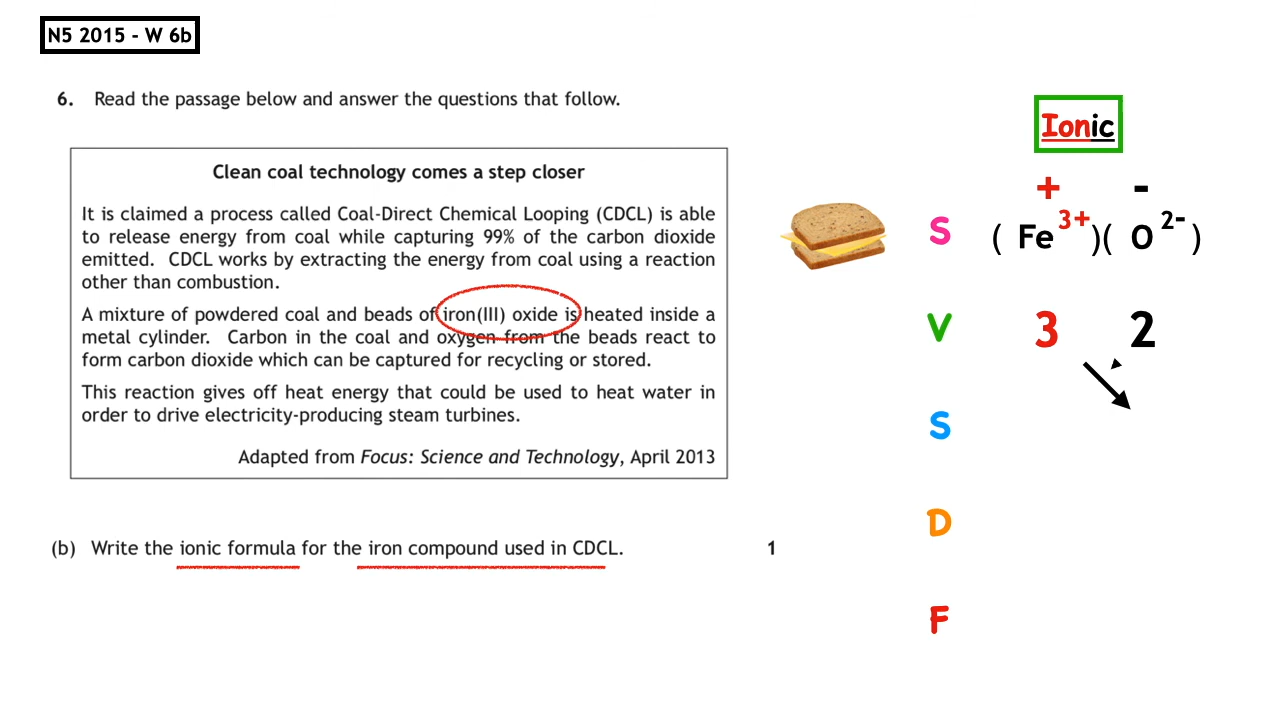 N5 2015 - W 6b
6. Read the passage below and answer the questions that follow.
Clean coal technology comes a step closer
It is claimed a process called Coal-Direct Chemical Looping (CDCL) is able
to release energy from coal while capturing 99% of the carbon dioxide
emitted. CDCL works by extracting the energy from coal using a reaction
other than combustion.
A mixture of powdered coal and beads of iron(III) oxide is heated inside a
metal cylinder. Carbon in the coal and oxygen from the beads react to
form carbon dioxide which can be captured for recycling or stored.
This reaction gives off heat energy that could be used to heat water in
order to drive electricity-producing steam turbines.
Adapted from Focus: Science and Technology, April 2013
(b) Write the ionic formula for the iron compound used in CDCL. 1
Ionic
+ -
S ( Fe 3+ )( O 2- )
V 3 2
S
D
F